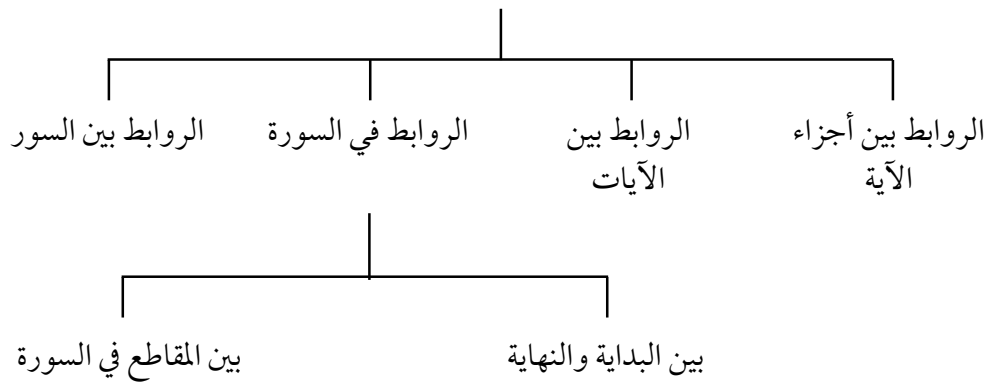 الروابط بين أجزاء الآية
الروابط بين الآيات
الروابط في السورة
الروابط بين السور
بين البداية والنهاية
بين المقاطع في السورة